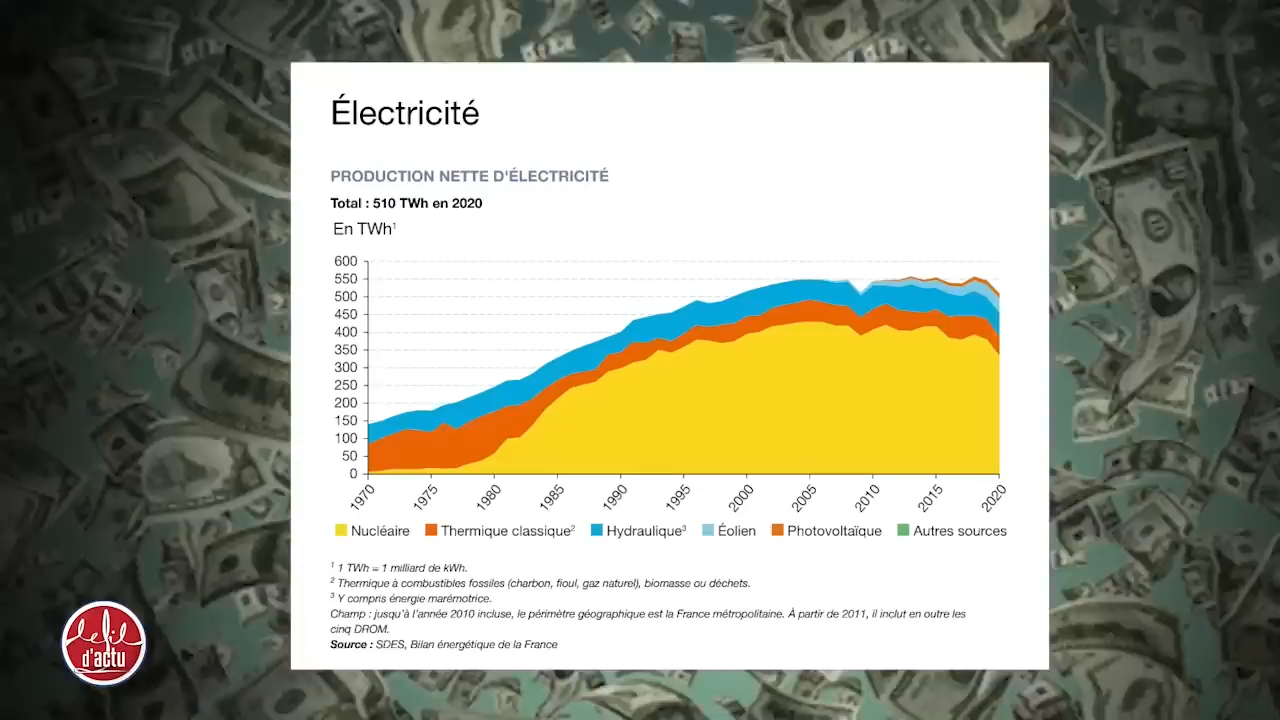 Électricité
PRODUCTION NETTE D'ÉLECTRICITÉ
Total : 510 TWh en 2020
En TWh¹
600
550
500
450
400
350
300
250
200
150
100
50
0
1970 1975 1980 1985 1990 1995 2000 2005 2010 2015 2020
Nucléaire Thermique classique² Hydraulique³ Éolien Photovoltaïque Autres sources
¹ 1 TWh = 1 milliard de kWh.
² Thermique à combustibles fossiles (charbon, fioul, gaz naturel), biomasse ou déchets.
³ Y compris énergie marémotrice.
Champ : jusqu'à l'année 2010 incluse, le périmètre géographique est la France métropolitaine. À partir de 2011, il inclut en outre les
cinq DROM.
Source : SDES, Bilan énergétique de la France
Le fil
d'actu